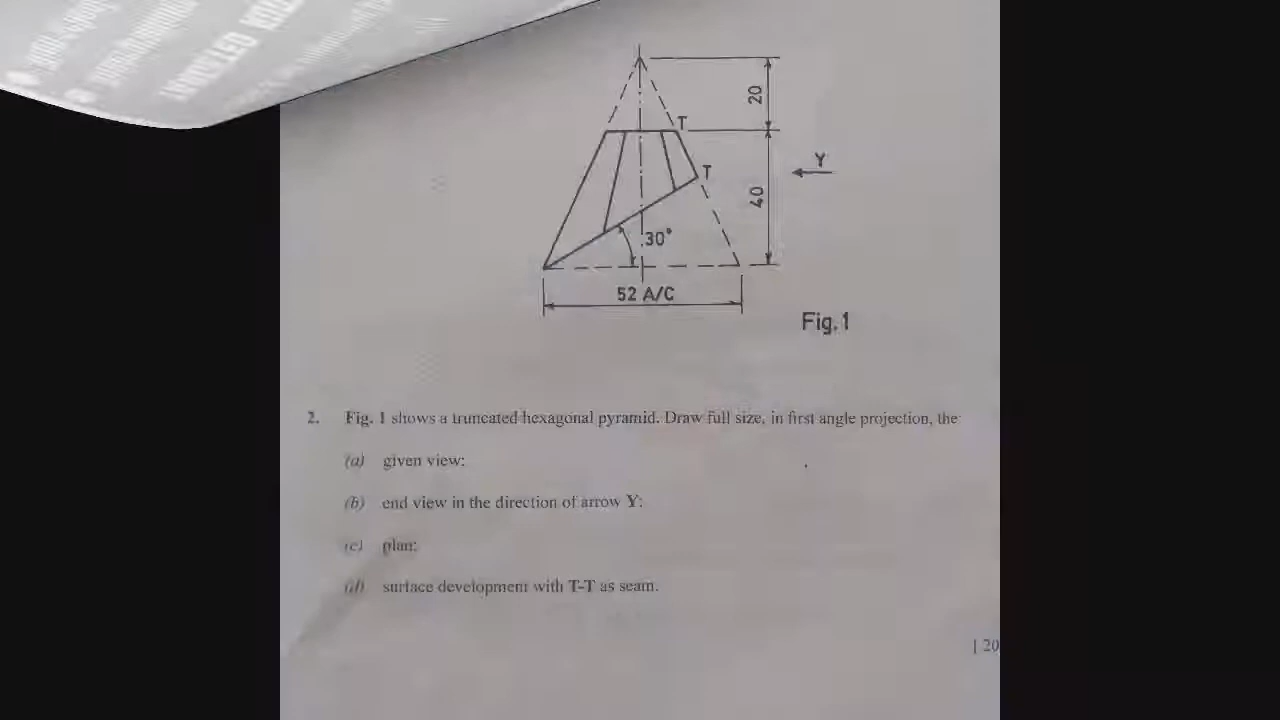 20
T
Y
T
40
30°
52 A/C
Fig.1
2. Fig. 1 shows a truncated hexagonal pyramid. Draw full size, in first angle projection, the
(a) given view:
(b) end view in the direction of arrow Y:
(c) plan:
(d) surface development with T-T as seam.
[ 20